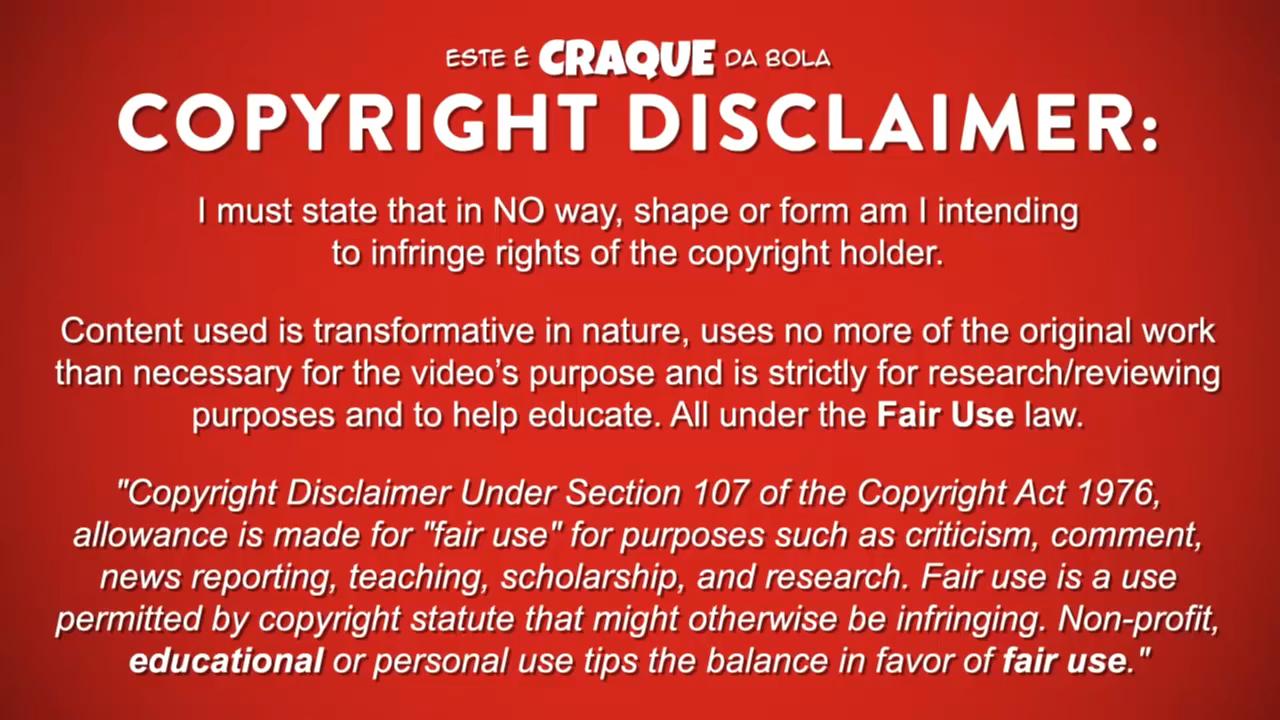 ESTE É CRAQUE DA BOLA
COPYRIGHT DISCLAIMER:
I must state that in NO way, shape or form am I intending
to infringe rights of the copyright holder.
Content used is transformative in nature, uses no more of the original work
than necessary for the video’s purpose and is strictly for research/reviewing
purposes and to help educate. All under the Fair Use law.
"Copyright Disclaimer Under Section 107 of the Copyright Act 1976,
allowance is made for "fair use" for purposes such as criticism, comment,
news reporting, teaching, scholarship, and research. Fair use is a use
permitted by copyright statute that might otherwise be infringing. Non-profit,
educational or personal use tips the balance in favor of fair use."